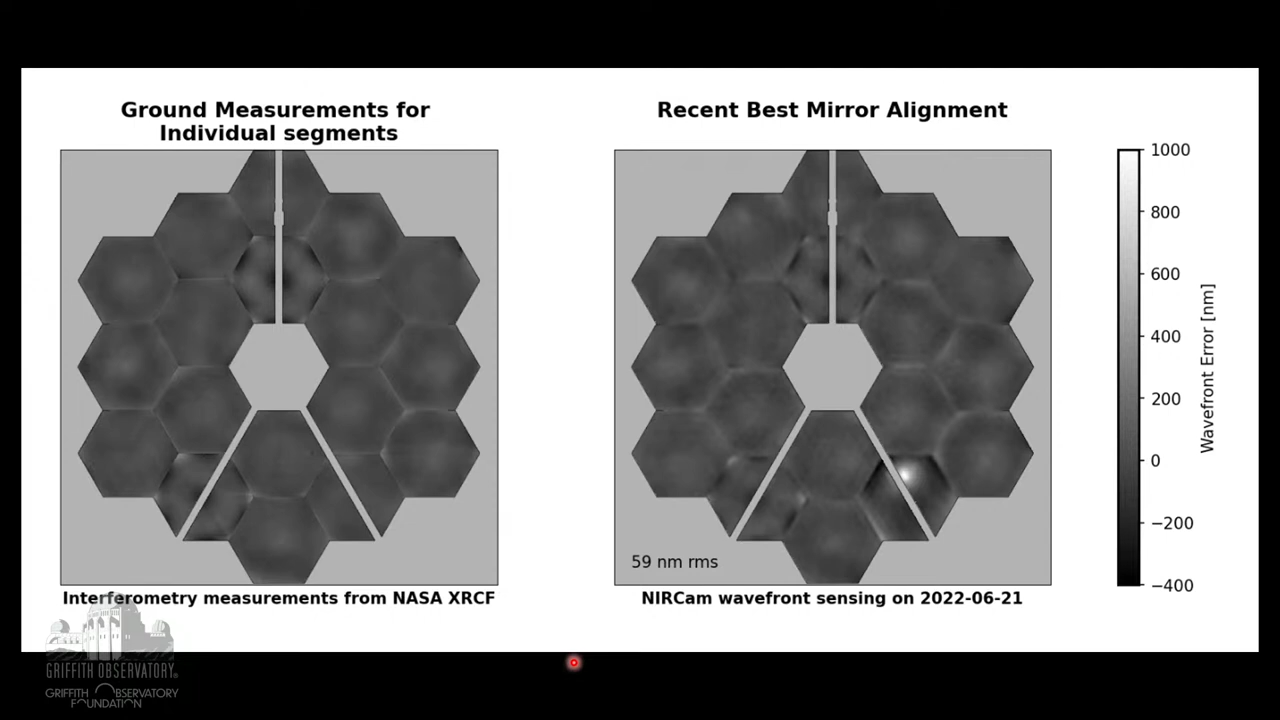 Ground Measurements for
Individual segments
Recent Best Mirror Alignment
1000
800
600
400
200
0
−200
−400
Wavefront Error [nm]
59 nm rms
Interferometry measurements from NASA XRCF
NIRCam wavefront sensing on 2022-06-21
GRIFFITH OBSERVATORY®
GRIFFITH OBSERVATORY
FOUNDATION